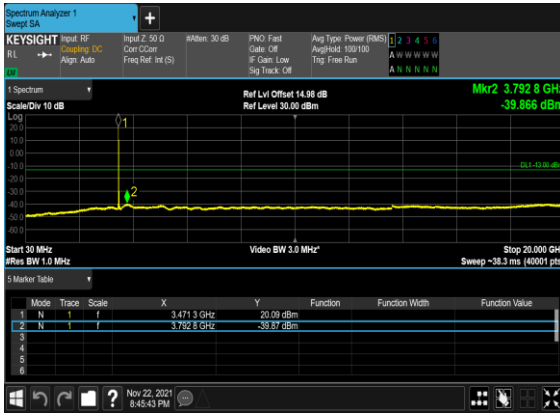 Spectrum Analyzer 1
Swept SA
+
KEYSIGHT Input: RF Input Z: 50 Ω #Atten: 30 dB PNO: Fast Avg Type: Power (RMS) 1 2 3 4 5 6
RL Coupling: DC Corr CCorr Gate: Off Avg|Hold: 100/100 A W W W W W
Align: Auto Freq Ref: Int (S) IF Gain: Low Trig: Free Run
Sig Track: Off A N N N N N
1 Spectrum Ref Lvl Offset 14.98 dB Mkr2 3.792 8 GHz
Scale/Div 10 dB Ref Level 30.00 dBm -39.866 dBm
Log
20.0
10.0
0.00
-10.0
DL1 -13.00 dBm
-20.0
-30.0
-40.0
-50.0
-60.0
1
2
Start 30 MHz Video BW 3.0 MHz* Stop 20.000 GHz
#Res BW 1.0 MHz Sweep ~38.3 ms (40001 pts)
5 Marker Table
Mode Trace Scale X Y Function Function Width Function Value
1 N 1 f 3.471 3 GHz 20.09 dBm
2 N 1 f 3.792 8 GHz -39.87 dBm
3
4
5
6
? Nov 22, 2021
8:45:43 PM